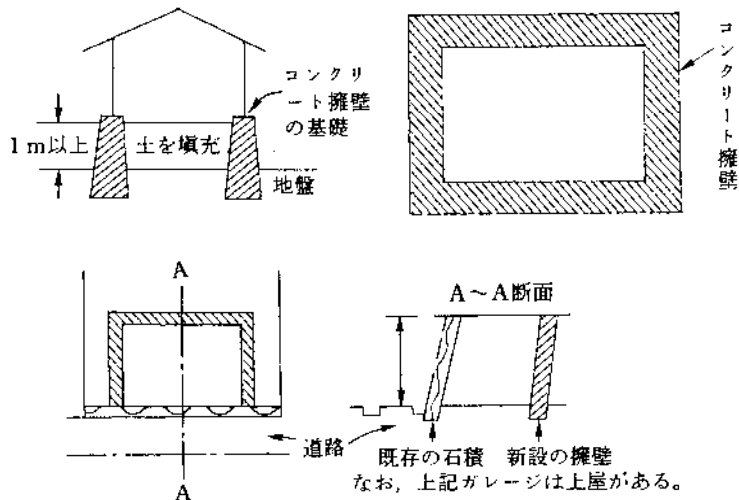 コンクリ
ート擁壁
の基礎
1m以上
土を塡充
地盤
コンクリート擁壁
A
A～A断面
道路
既存の石積 新設の擁壁
なお，上記ガレージは上屋がある。
A